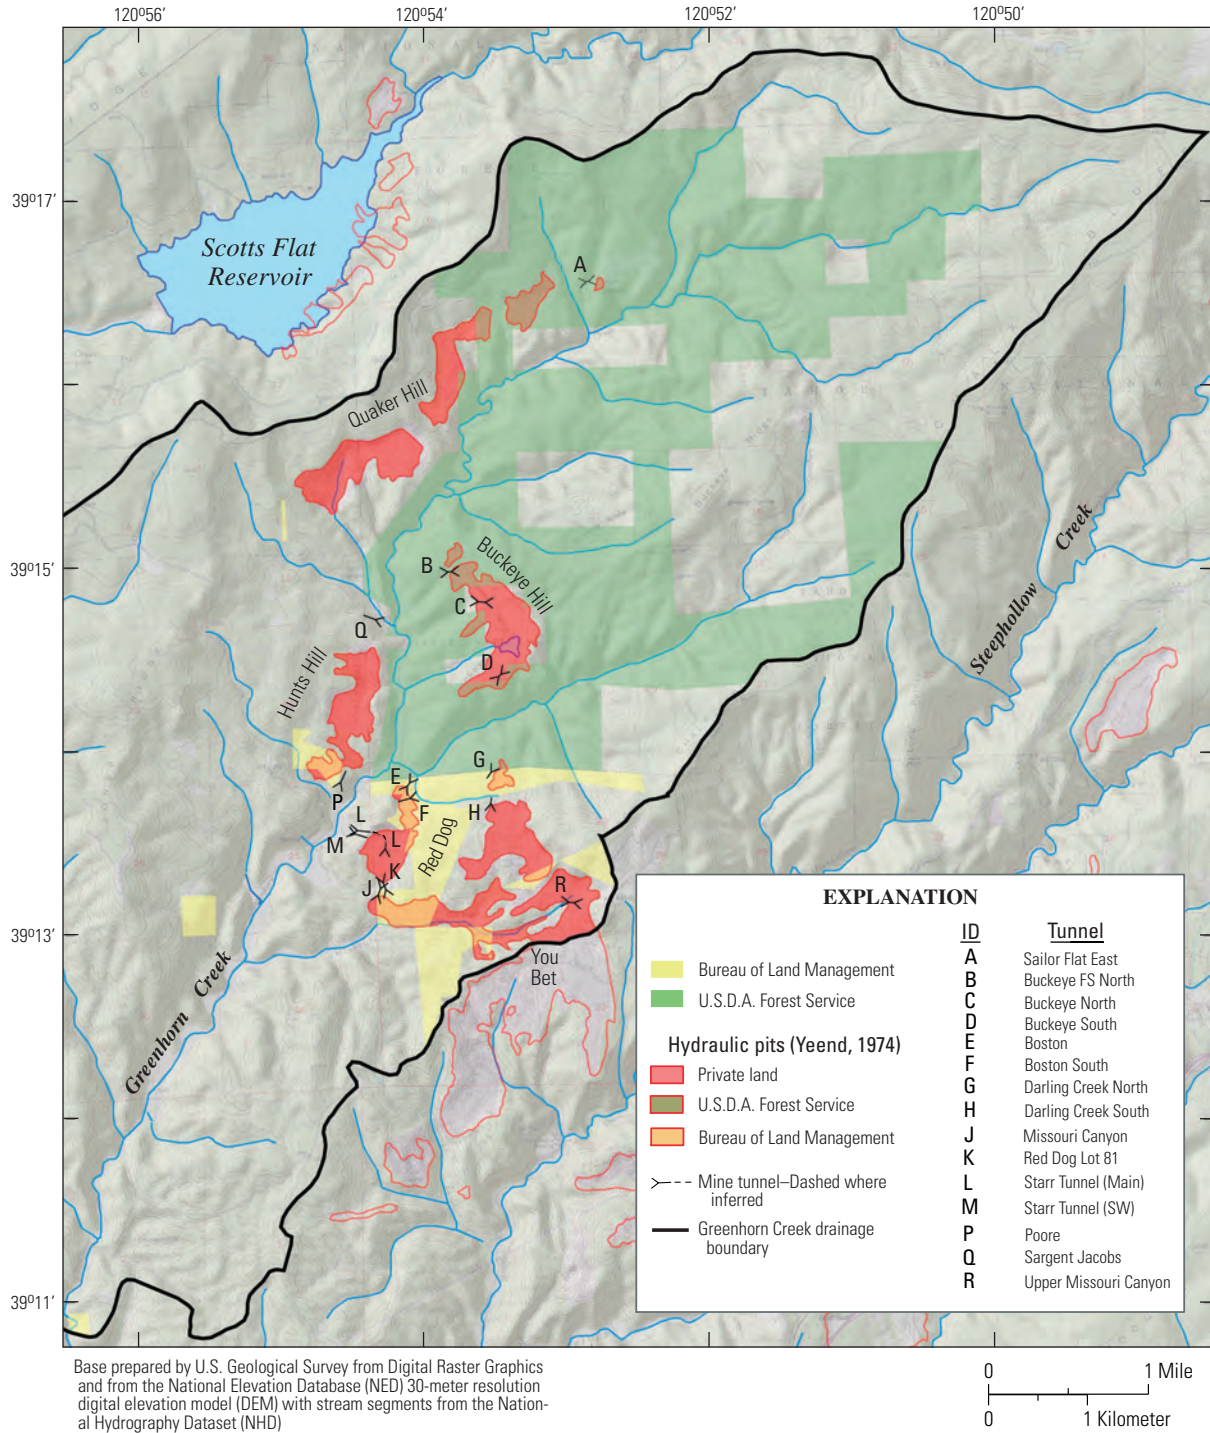 120º56′ 120º54′ 120º52′ 120º50′
39º17′
Scotts Flat
Reservoir
A
Quaker Hill
39º15′
B
Buckeye Hill
C
Q
D
Hunts Hill
Steephollow Creek
G
E
P
F
H
L
M
L
Red Dog
K
J
R
39º13′
You
Bet
Greenhorn Creek
39º11′
EXPLANATION
Bureau of Land Management
U.S.D.A. Forest Service
Hydraulic pits (Yeend, 1974)
Private land
U.S.D.A. Forest Service
Bureau of Land Management
Mine tunnel–Dashed where
inferred
Greenhorn Creek drainage
boundary
ID Tunnel
A Sailor Flat East
B Buckeye FS North
C Buckeye North
D Buckeye South
E Boston
F Boston South
G Darling Creek North
H Darling Creek South
J Missouri Canyon
K Red Dog Lot 81
L Starr Tunnel (Main)
M Starr Tunnel (SW)
P Poore
Q Sargent Jacobs
R Upper Missouri Canyon
Base prepared by U.S. Geological Survey from Digital Raster Graphics
and from the National Elevation Database (NED) 30-meter resolution
digital elevation model (DEM) with stream segments from the Nation-
al Hydrography Dataset (NHD)
0 1 Mile
0 1 Kilometer